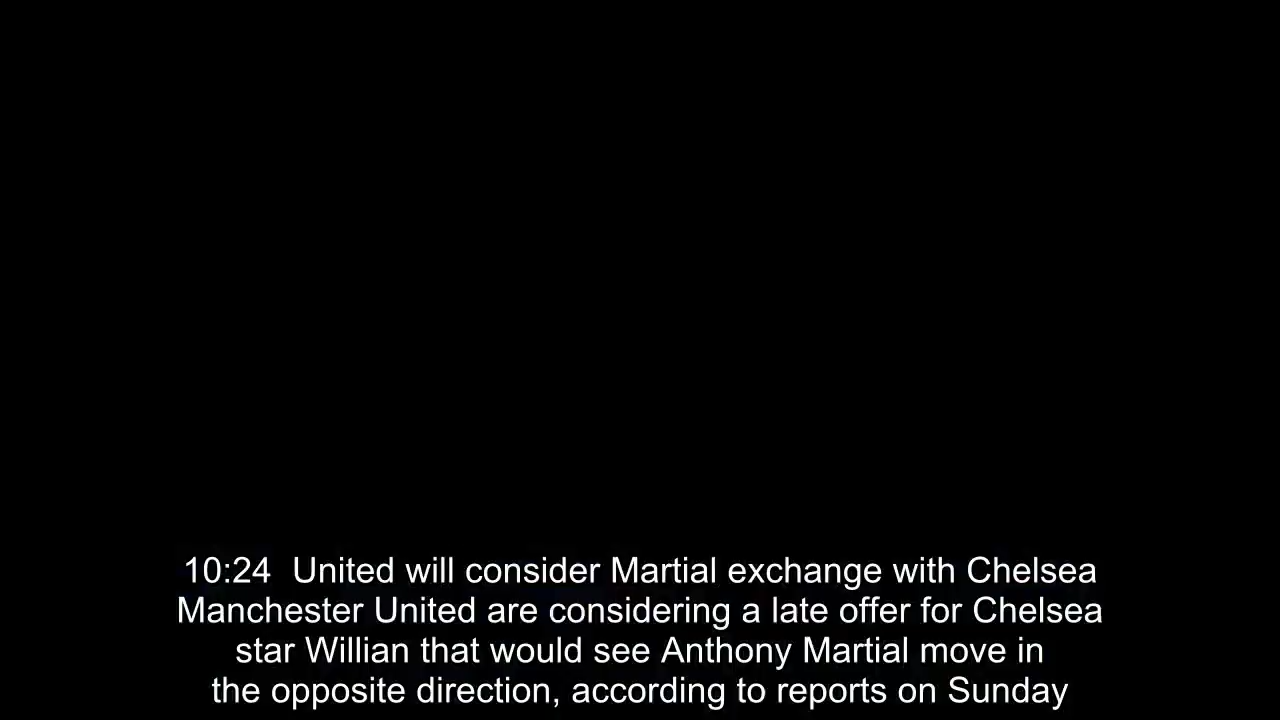 10:24  United will consider Martial exchange with Chelsea
Manchester United are considering a late offer for Chelsea
star Willian that would see Anthony Martial move in
the opposite direction, according to reports on Sunday